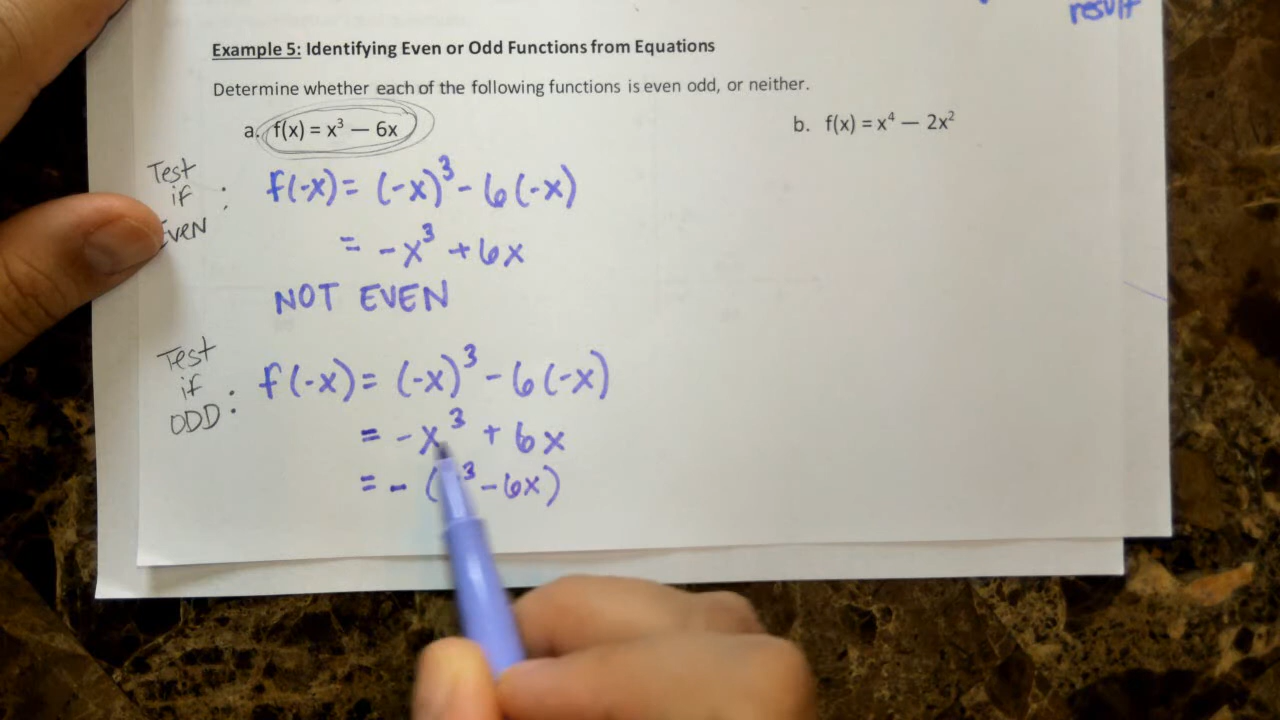 result
Example 5: Identifying Even or Odd Functions from Equations
Determine whether each of the following functions is even odd, or neither.
a. f(x) = x³ — 6x
b. f(x) = x⁴ — 2x²
Test
if
Even :
f(-x) = (-x)³ - 6(-x)
= -x³ + 6x
NOT EVEN
Test
if
ODD :
f(-x) = (-x)³ - 6(-x)
= -x³ + 6x
= - ( ³ - 6x)